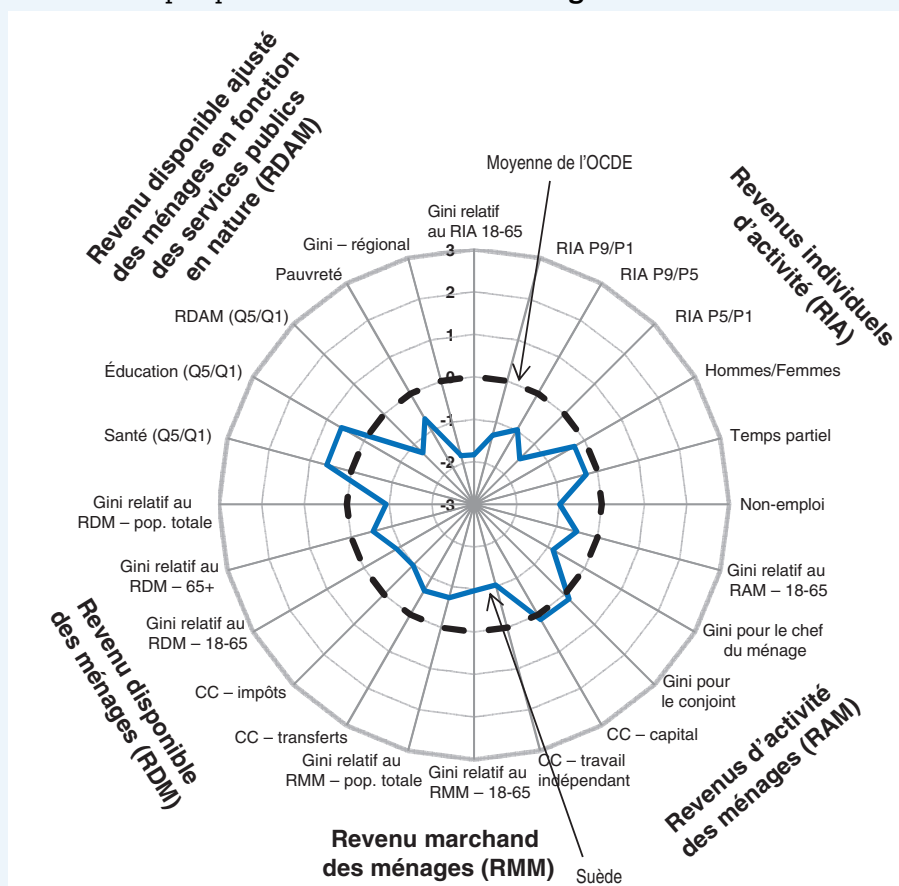 Revenu disponible ajusté
des ménages en fonction
des services publics
en nature (RDAM)
Moyenne de l'OCDE
Revenus individuels
d'activité (RIA)
Gini relatif
au RIA 18-65
RIA P9/P1
RIA P9/P5
RIA P5/P1
Hommes/Femmes
Temps partiel
Non-emploi
Gini relatif au
RAM – 18-65
Gini pour le chef
du ménage
Gini pour
le conjoint
CC – capital
CC – travail
indépendant
Gini relatif au
RMM – 18-65
Gini relatif au
RMM – pop. totale
CC – transferts
CC – impôts
Gini relatif au
RDM – 18-65
Gini relatif au
RDM – 65+
Gini relatif au
RDM – pop. totale
Santé (Q5/Q1)
Éducation (Q5/Q1)
RDAM (Q5/Q1)
Pauvreté
Gini – régional
3
2
1
0
-1
-2
-3
Revenu disponible
des ménages (RDM)
Revenus d'activité
des ménages (RAM)
Revenu marchand
des ménages (RMM)
Suède